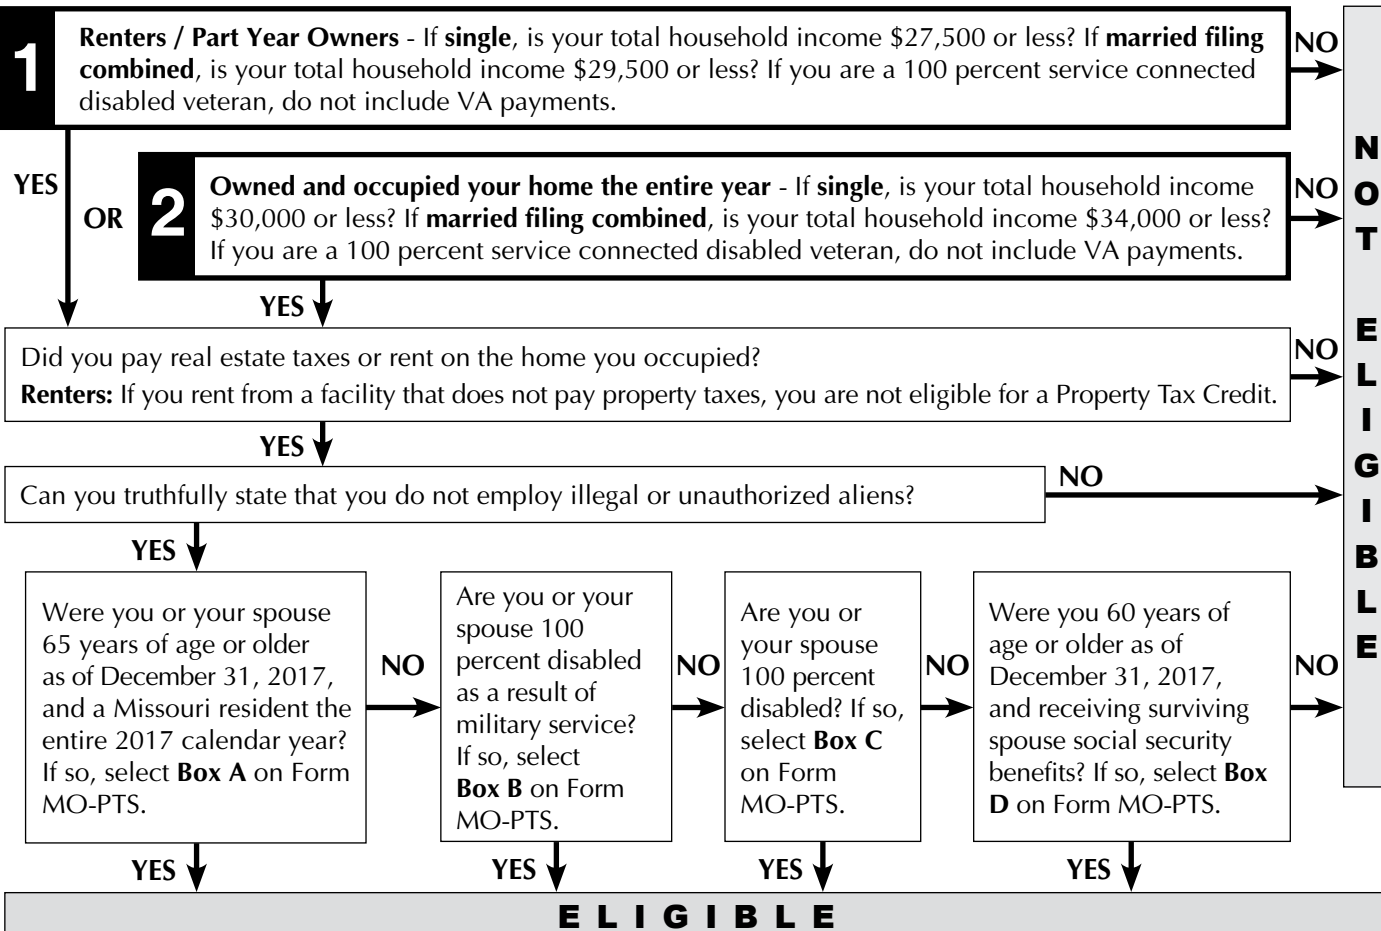 1
Renters / Part Year Owners - If single, is your total household income $27,500 or less? If married filing
combined, is your total household income $29,500 or less? If you are a 100 percent service connected
disabled veteran, do not include VA payments.
NO
YES
OR
2
Owned and occupied your home the entire year - If single, is your total household income
$30,000 or less? If married filing combined, is your total household income $34,000 or less?
If you are a 100 percent service connected disabled veteran, do not include VA payments.
NO
YES
Did you pay real estate taxes or rent on the home you occupied?
Renters: If you rent from a facility that does not pay property taxes, you are not eligible for a Property Tax Credit.
NO
YES
Can you truthfully state that you do not employ illegal or unauthorized aliens?
NO
YES
Were you or your spouse
65 years of age or older
as of December 31, 2017,
and a Missouri resident the
entire 2017 calendar year?
If so, select Box A on Form
MO-PTS.
NO
YES
Are you or your
spouse 100
percent disabled
as a result of
military service?
If so, select
Box B on Form
MO-PTS.
NO
YES
Are you or
your spouse
100 percent
disabled? If so,
select Box C
on Form
MO-PTS.
NO
YES
Were you 60 years of
age or older as of
December 31, 2017,
and receiving surviving
spouse social security
benefits? If so, select Box
D on Form MO-PTS.
NO
YES
NOT ELIGIBLE
ELIGIBLE